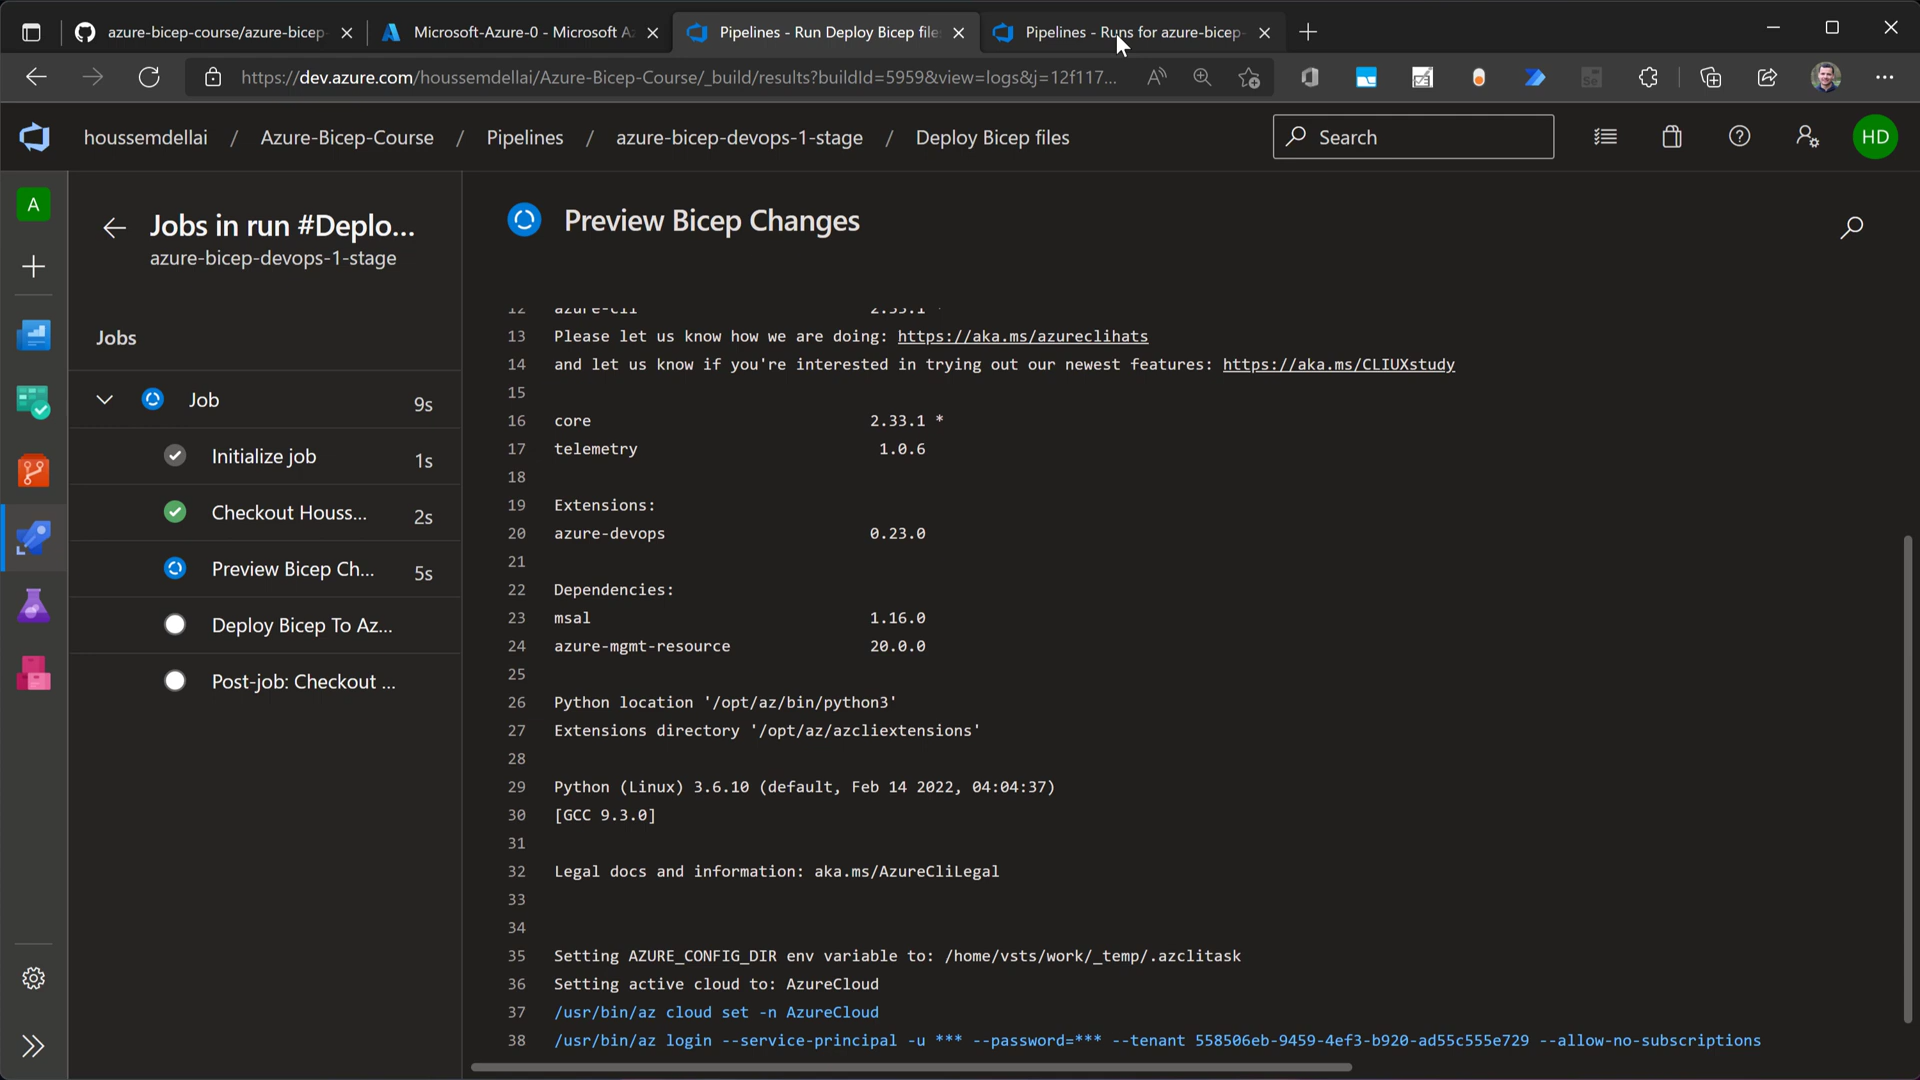 azure-bicep-course/azure-bicep-
Microsoft-Azure-0 - Microsoft Az
Pipelines - Run Deploy Bicep file
Pipelines - Runs for azure-bicep-
https://dev.azure.com/houssemdellai/Azure-Bicep-Course/_build/results?buildId=5959&view=logs&j=12f117...
houssemdellai / Azure-Bicep-Course / Pipelines / azure-bicep-devops-1-stage / Deploy Bicep files
Search
HD
A
Jobs in run #Deplo...
azure-bicep-devops-1-stage
Jobs
Job 9s
Initialize job 1s
Checkout Houss... 2s
Preview Bicep Ch... 5s
Deploy Bicep To Az...
Post-job: Checkout ...
Preview Bicep Changes
12 azure-cli 2.33.1 *
13 Please let us know how we are doing: https://aka.ms/azureclihats
14 and let us know if you're interested in trying out our newest features: https://aka.ms/CLIUXstudy
15
16 core 2.33.1 *
17 telemetry 1.0.6
18
19 Extensions:
20 azure-devops 0.23.0
21
22 Dependencies:
23 msal 1.16.0
24 azure-mgmt-resource 20.0.0
25
26 Python location '/opt/az/bin/python3'
27 Extensions directory '/opt/az/azcliextensions'
28
29 Python (Linux) 3.6.10 (default, Feb 14 2022, 04:04:37)
30 [GCC 9.3.0]
31
32 Legal docs and information: aka.ms/AzureCliLegal
33
34
35 Setting AZURE_CONFIG_DIR env variable to: /home/vsts/work/_temp/.azclitask
36 Setting active cloud to: AzureCloud
37 /usr/bin/az cloud set -n AzureCloud
38 /usr/bin/az login --service-principal -u *** --password=*** --tenant 558506eb-9459-4ef3-b920-ad55c555e729 --allow-no-subscriptions